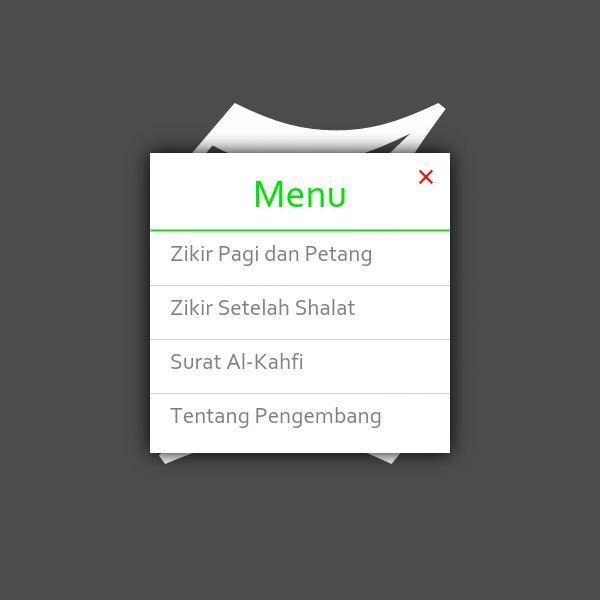 Menu
Zikir Pagi dan Petang
Zikir Setelah Shalat
Surat Al-Kahfi
Tentang Pengembang